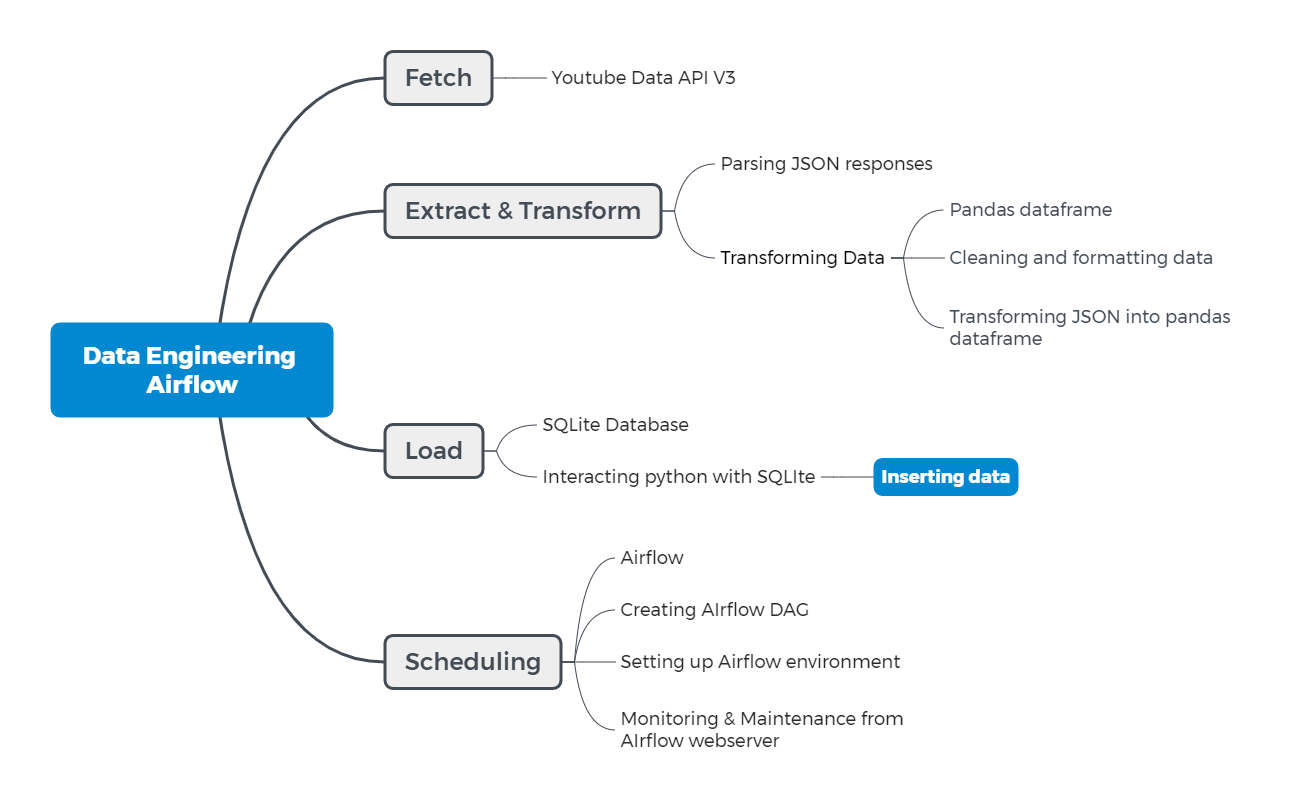 Fetch
Youtube Data API V3
Parsing JSON responses
Extract & Transform
Pandas dataframe
Transforming Data
Cleaning and formatting data
Transforming JSON into pandas
dataframe
Data Engineering
Airflow
SQLite Database
Load
Interacting python with SQLIte
Inserting data
Airflow
Creating AIrflow DAG
Scheduling
Setting up Airflow environment
Monitoring & Maintenance from
AIrflow webserver